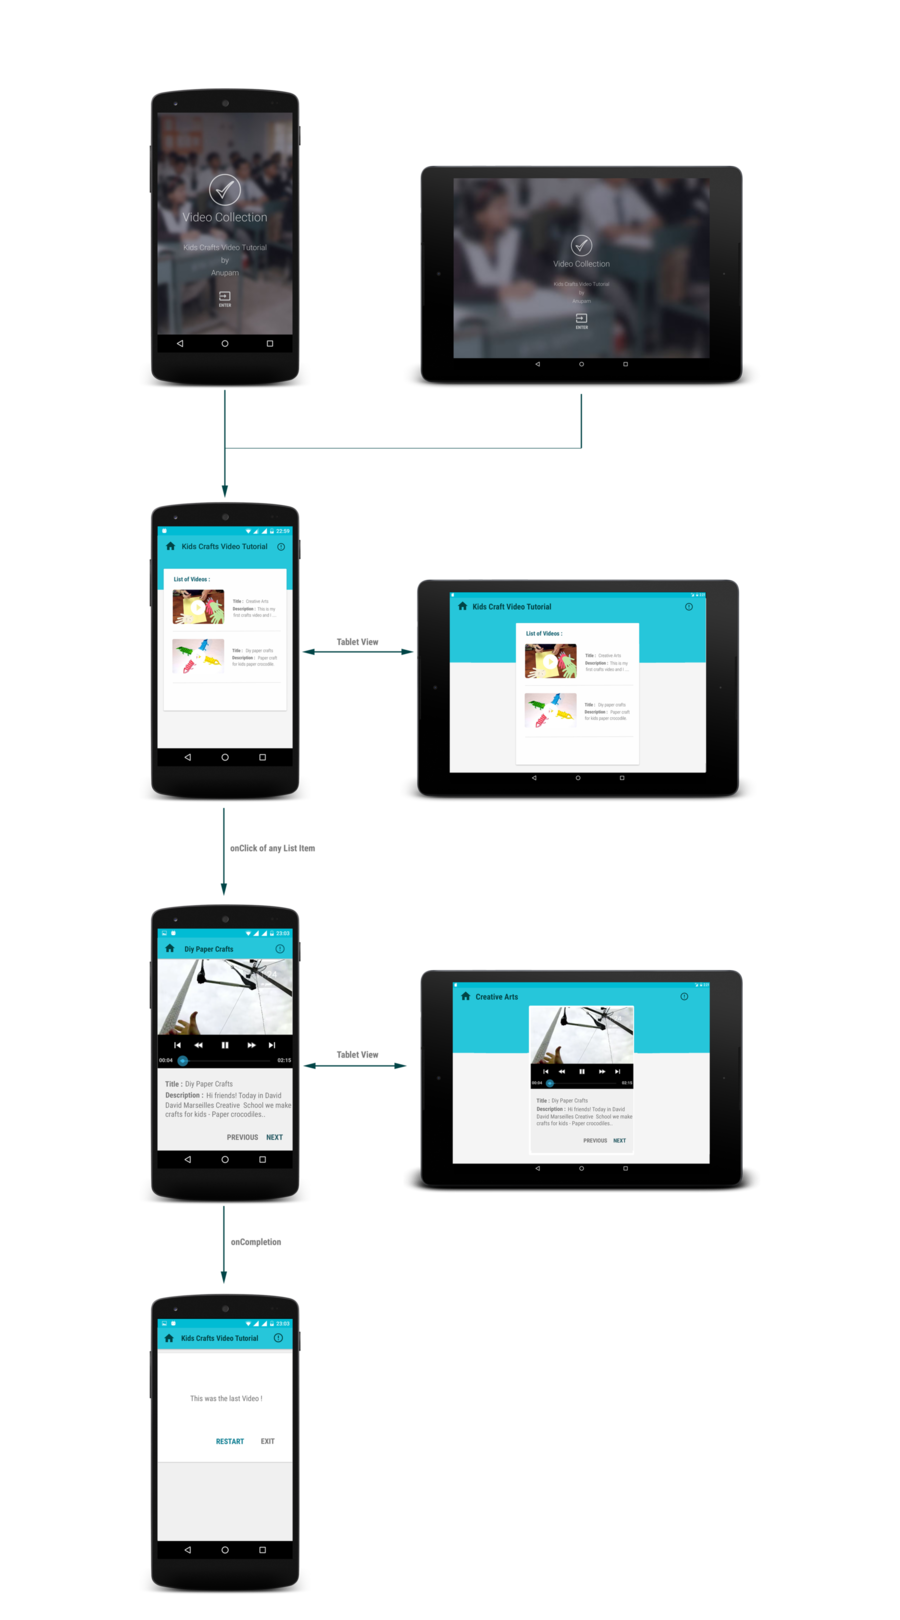 Video Collection
Kids Crafts Video Tutorial
by
Anupam
ENTER
Video Collection
Kids Crafts Video Tutorial
by
Anupam
ENTER
22:59
Kids Crafts Video Tutorial
List of Videos :
Title : Creative Arts
Description : This is my
first crafts video and I ...
Title : Diy paper crafts
Description : Paper craft
for kids paper crocodile.
Tablet View
Kids Craft Video Tutorial
List of Videos :
Title : Creative Arts
Description : This is my
first crafts video and I ...
Title : Diy paper crafts
Description : Paper craft
for kids paper crocodile.
onClick of any List Item
23:03
Diy Paper Crafts
00:04
02:15
Title : Diy Paper Crafts
Description : Hi friends! Today in David
David Marseilles Creative School we make
crafts for kids - Paper crocodiles..
PREVIOUS NEXT
Tablet View
Creative Arts
00:04
02:15
Title : Diy Paper Crafts
Description : Hi friends! Today in David
David Marseilles Creative School we make
crafts for kids - Paper crocodiles..
PREVIOUS NEXT
onCompletion
23:03
Kids Crafts Video Tutorial
This was the last Video !
RESTART EXIT